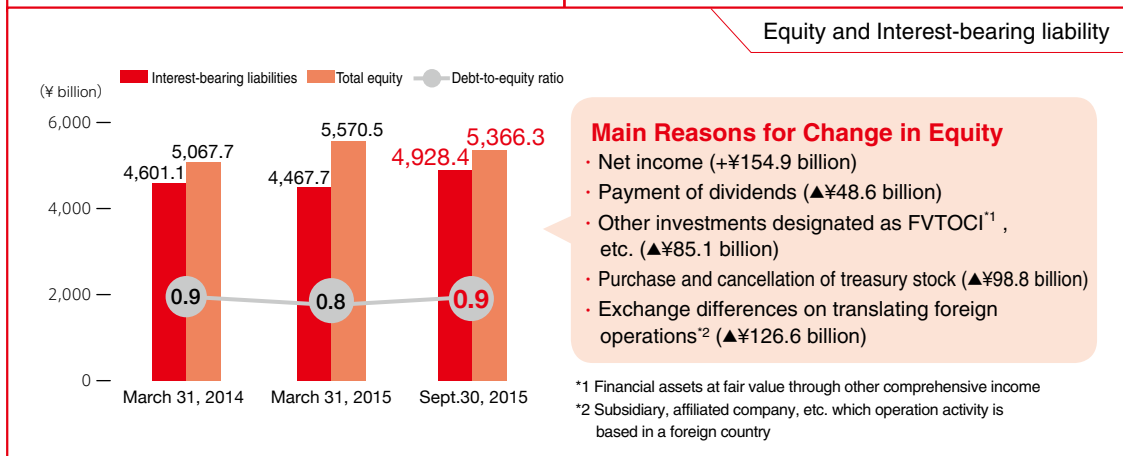 Equity and Interest-bearing liability
Interest-bearing liabilities Total equity Debt-to-equity ratio
(¥ billion)
6,000
4,000
2,000
0
4,601.1
5,067.7
4,467.7
5,570.5
4,928.4
5,366.3
0.9
0.8
0.9
March 31, 2014
March 31, 2015
Sept.30, 2015
Main Reasons for Change in Equity
・Net income (+¥154.9 billion)
・Payment of dividends (▲¥48.6 billion)
・Other investments designated as FVTOCI*1 ,
etc. (▲¥85.1 billion)
・Purchase and cancellation of treasury stock (▲¥98.8 billion)
・Exchange differences on translating foreign
operations*2 (▲¥126.6 billion)
*1 Financial assets at fair value through other comprehensive income
*2 Subsidiary, affiliated company, etc. which operation activity is
based in a foreign country